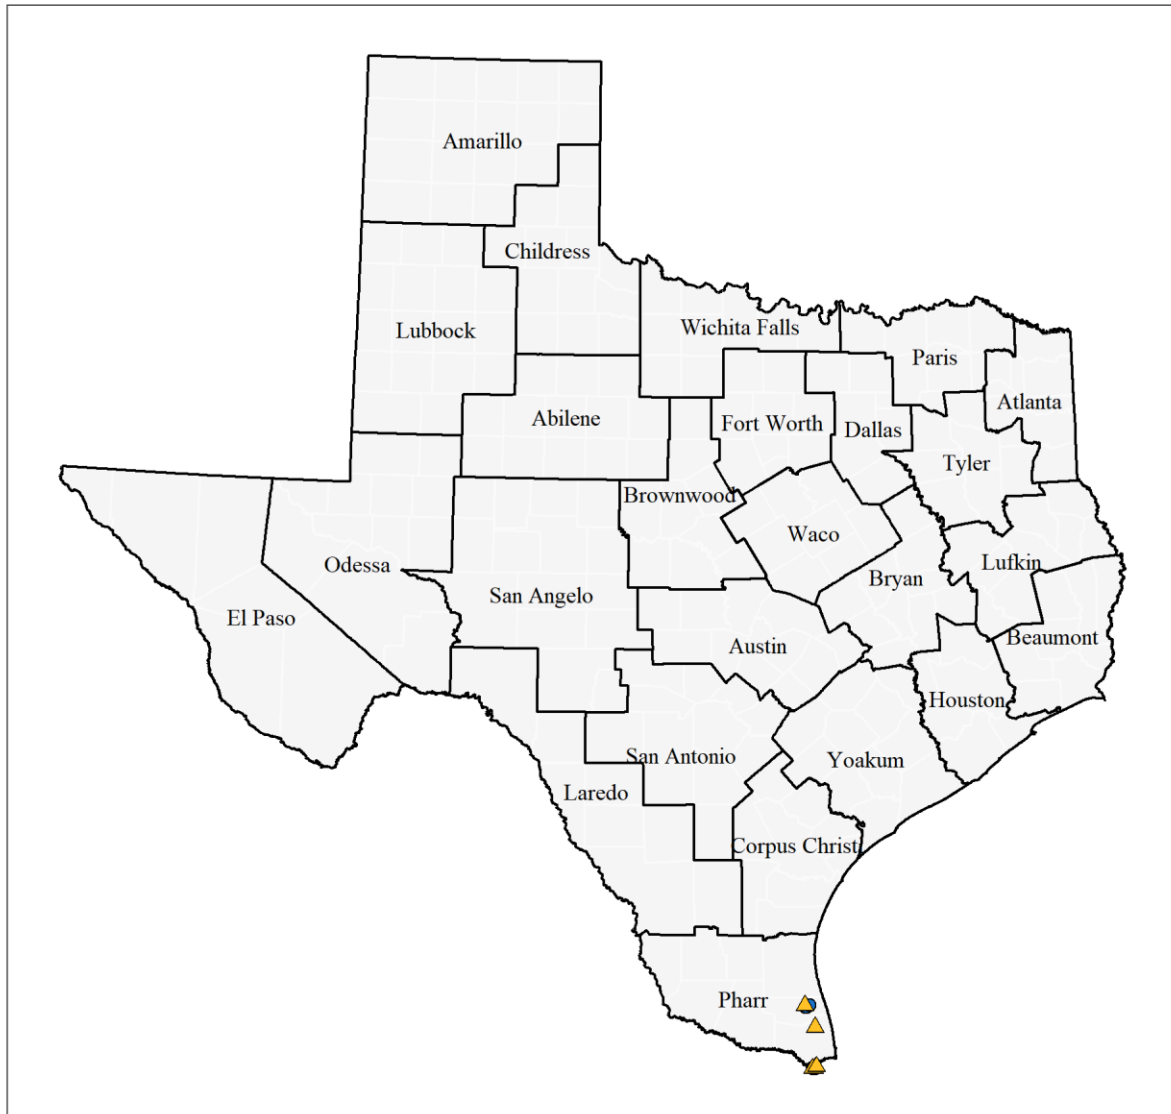 Amarillo
Childress
Lubbock
Wichita Falls
Paris
Atlanta
Abilene
Fort Worth
Dallas
Tyler
Brownwood
Waco
Odessa
San Angelo
Bryan
Lufkin
El Paso
Austin
Beaumont
Houston
San Antonio
Yoakum
Laredo
Corpus Christ
Pharr